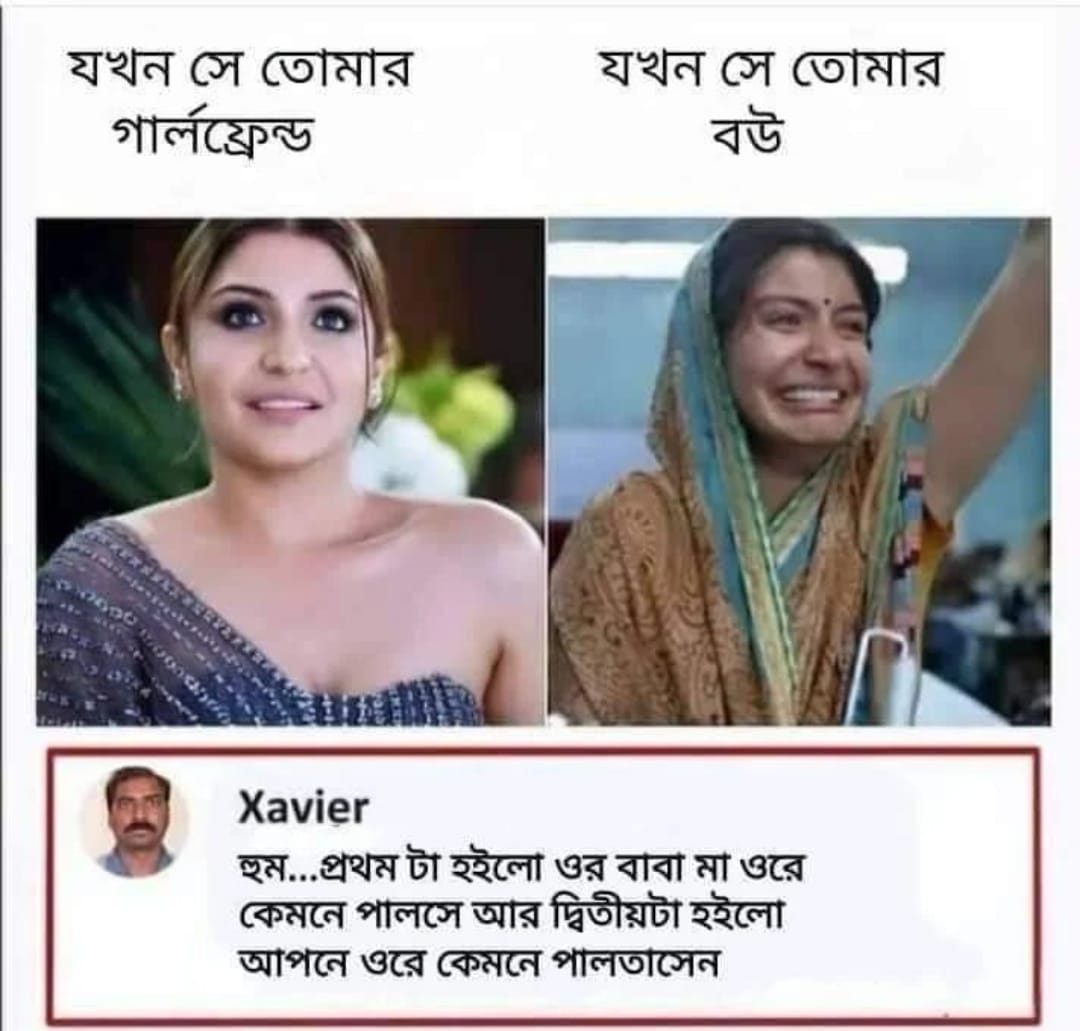 যখন সে তোমার
গার্লফ্রেন্ড
যখন সে তোমার
বউ
Xavier
হুম...প্রথম টা হইলো ওর বাবা মা ওরে
কেমনে পালসে আর দ্বিতীয়টা হইলো
আপনে ওরে কেমনে পালতাসেন